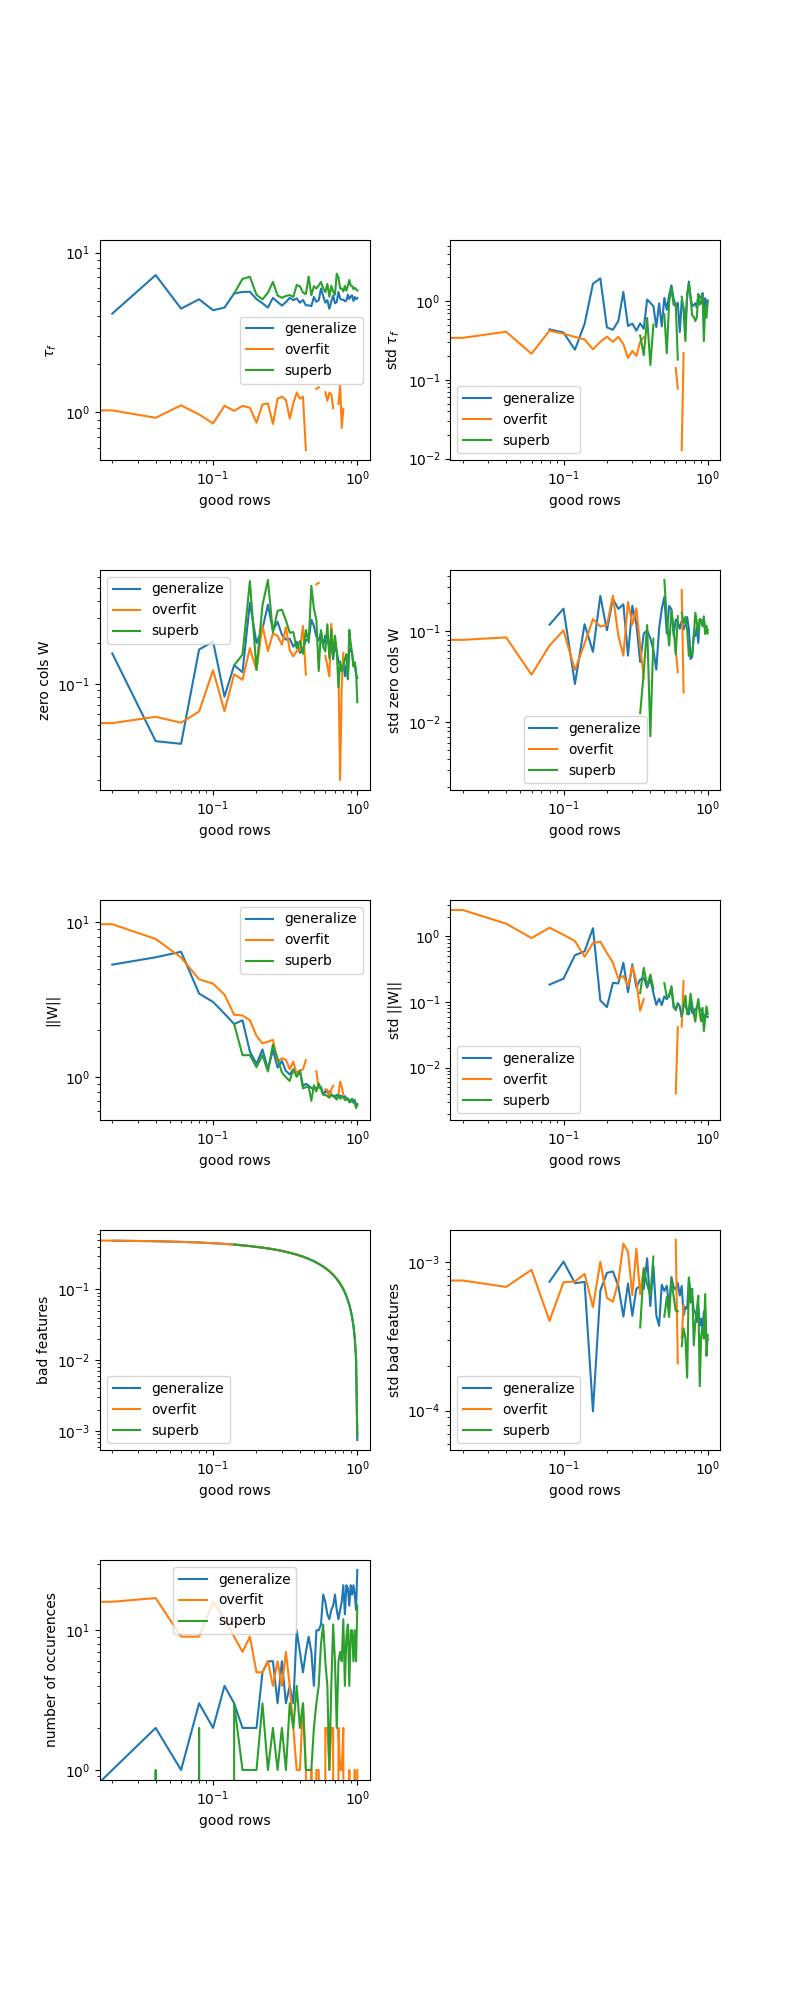 10¹
10⁰
τ_f
generalize
overfit
superb
10⁻¹
10⁰
good rows
10⁰
10⁻¹
10⁻²
std τ_f
generalize
overfit
superb
10⁻¹
10⁰
good rows
10⁻¹
zero cols W
generalize
overfit
superb
10⁻¹
10⁰
good rows
10⁻¹
10⁻²
std zero cols W
generalize
overfit
superb
10⁻¹
10⁰
good rows
10¹
10⁰
||W||
generalize
overfit
superb
10⁻¹
10⁰
good rows
10⁰
10⁻¹
10⁻²
std ||W||
generalize
overfit
superb
10⁻¹
10⁰
good rows
10⁻¹
10⁻²
10⁻³
bad features
generalize
overfit
superb
10⁻¹
10⁰
good rows
10⁻³
10⁻⁴
std bad features
generalize
overfit
superb
10⁻¹
10⁰
good rows
10¹
10⁰
number of occurences
generalize
overfit
superb
10⁻¹
10⁰
good rows